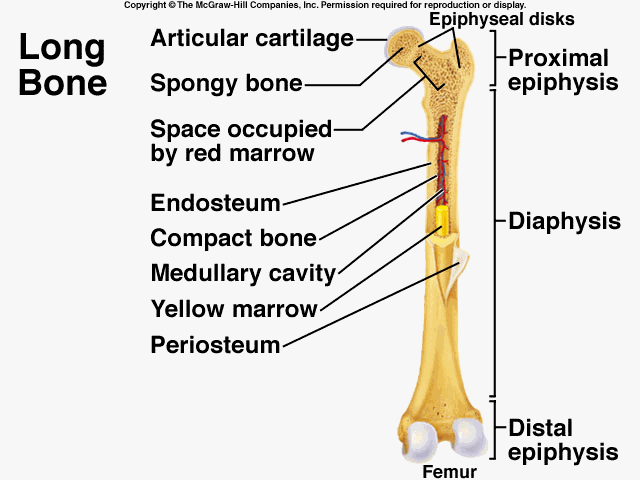 Copyright © The McGraw-Hill Companies, Inc. Permission required for reproduction or display.
Long
Bone
Epiphyseal disks
Articular cartilage
Proximal
epiphysis
Spongy bone
Space occupied
by red marrow
Endosteum
Diaphysis
Compact bone
Medullary cavity
Yellow marrow
Periosteum
Distal
epiphysis
Femur